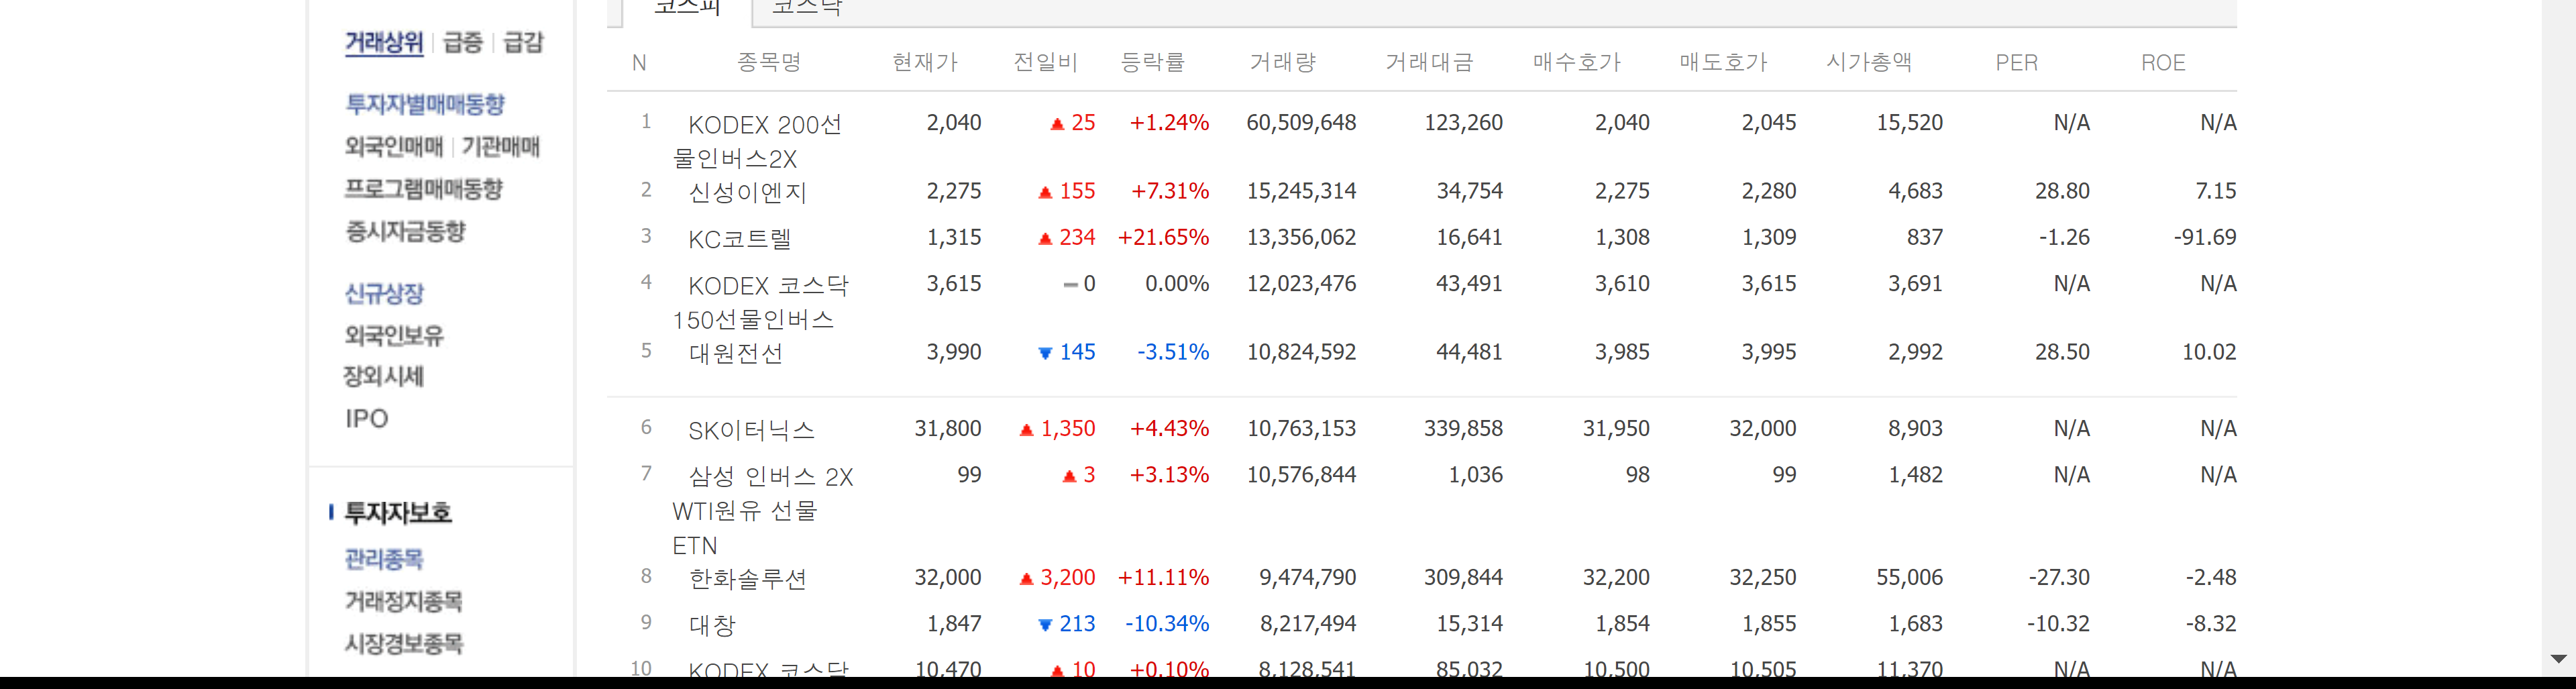 코스피 코스닥
거래상위 급증 급감
투자자별매매동향
외국인매매 기관매매
프로그램매매동향
증시자금동향
신규상장
외국인보유
장외시세
IPO
투자자보호
관리종목
거래정지종목
시장경보종목
N 종목명 현재가 전일비 등락률 거래량 거래대금 매수호가 매도호가 시가총액 PER ROE
1 KODEX 200선 2,040 ▲ 25 +1.24% 60,509,648 123,260 2,040 2,045 15,520 N/A N/A
물인버스2X
2 신성이엔지 2,275 ▲ 155 +7.31% 15,245,314 34,754 2,275 2,280 4,683 28.80 7.15
3 KC코트렐 1,315 ▲ 234 +21.65% 13,356,062 16,641 1,308 1,309 837 -1.26 -91.69
4 KODEX 코스닥 3,615 0 0.00% 12,023,476 43,491 3,610 3,615 3,691 N/A N/A
150선물인버스
5 대원전선 3,990 ▼ 145 -3.51% 10,824,592 44,481 3,985 3,995 2,992 28.50 10.02
6 SK이터닉스 31,800 ▲ 1,350 +4.43% 10,763,153 339,858 31,950 32,000 8,903 N/A N/A
7 삼성 인버스 2X 99 ▲ 3 +3.13% 10,576,844 1,036 98 99 1,482 N/A N/A
WTI원유 선물
ETN
8 한화솔루션 32,000 ▲ 3,200 +11.11% 9,474,790 309,844 32,200 32,250 55,006 -27.30 -2.48
9 대창 1,847 ▼ 213 -10.34% 8,217,494 15,314 1,854 1,855 1,683 -10.32 -8.32
10 KODEX 코스닥 10,470 ▲ 10 +0.10% 8,128,541 85,032 10,500 10,505 11,370 N/A N/A